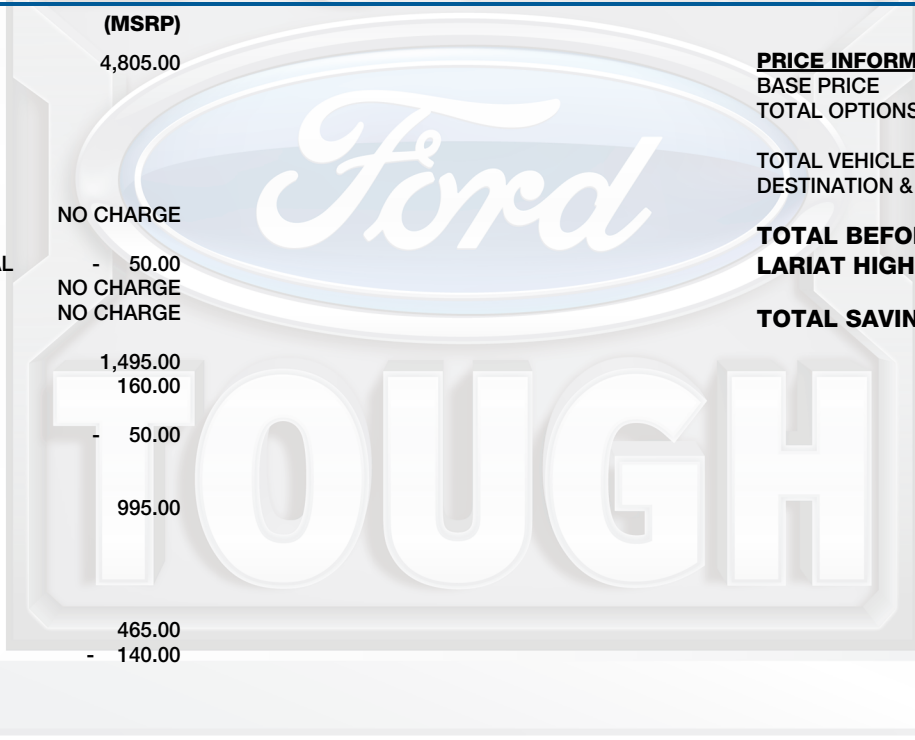 (MSRP)
4,805.00
NO CHARGE
AL - 50.00
NO CHARGE
NO CHARGE
1,495.00
160.00
- 50.00
995.00
465.00
- 140.00
PRICE INFORM
BASE PRICE
TOTAL OPTIONS
TOTAL VEHICLE
DESTINATION &
TOTAL BEFO
LARIAT HIGH
TOTAL SAVIN
Ford
TOUGH